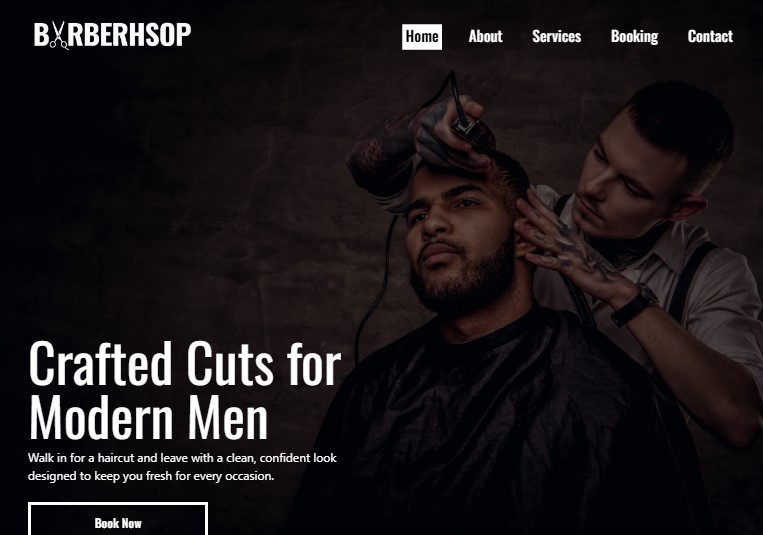 BARBERHSOP
Home About Services Booking Contact
Crafted Cuts for
Modern Men
Walk in for a haircut and leave with a clean, confident look
designed to keep you fresh for every occasion.
Book Now